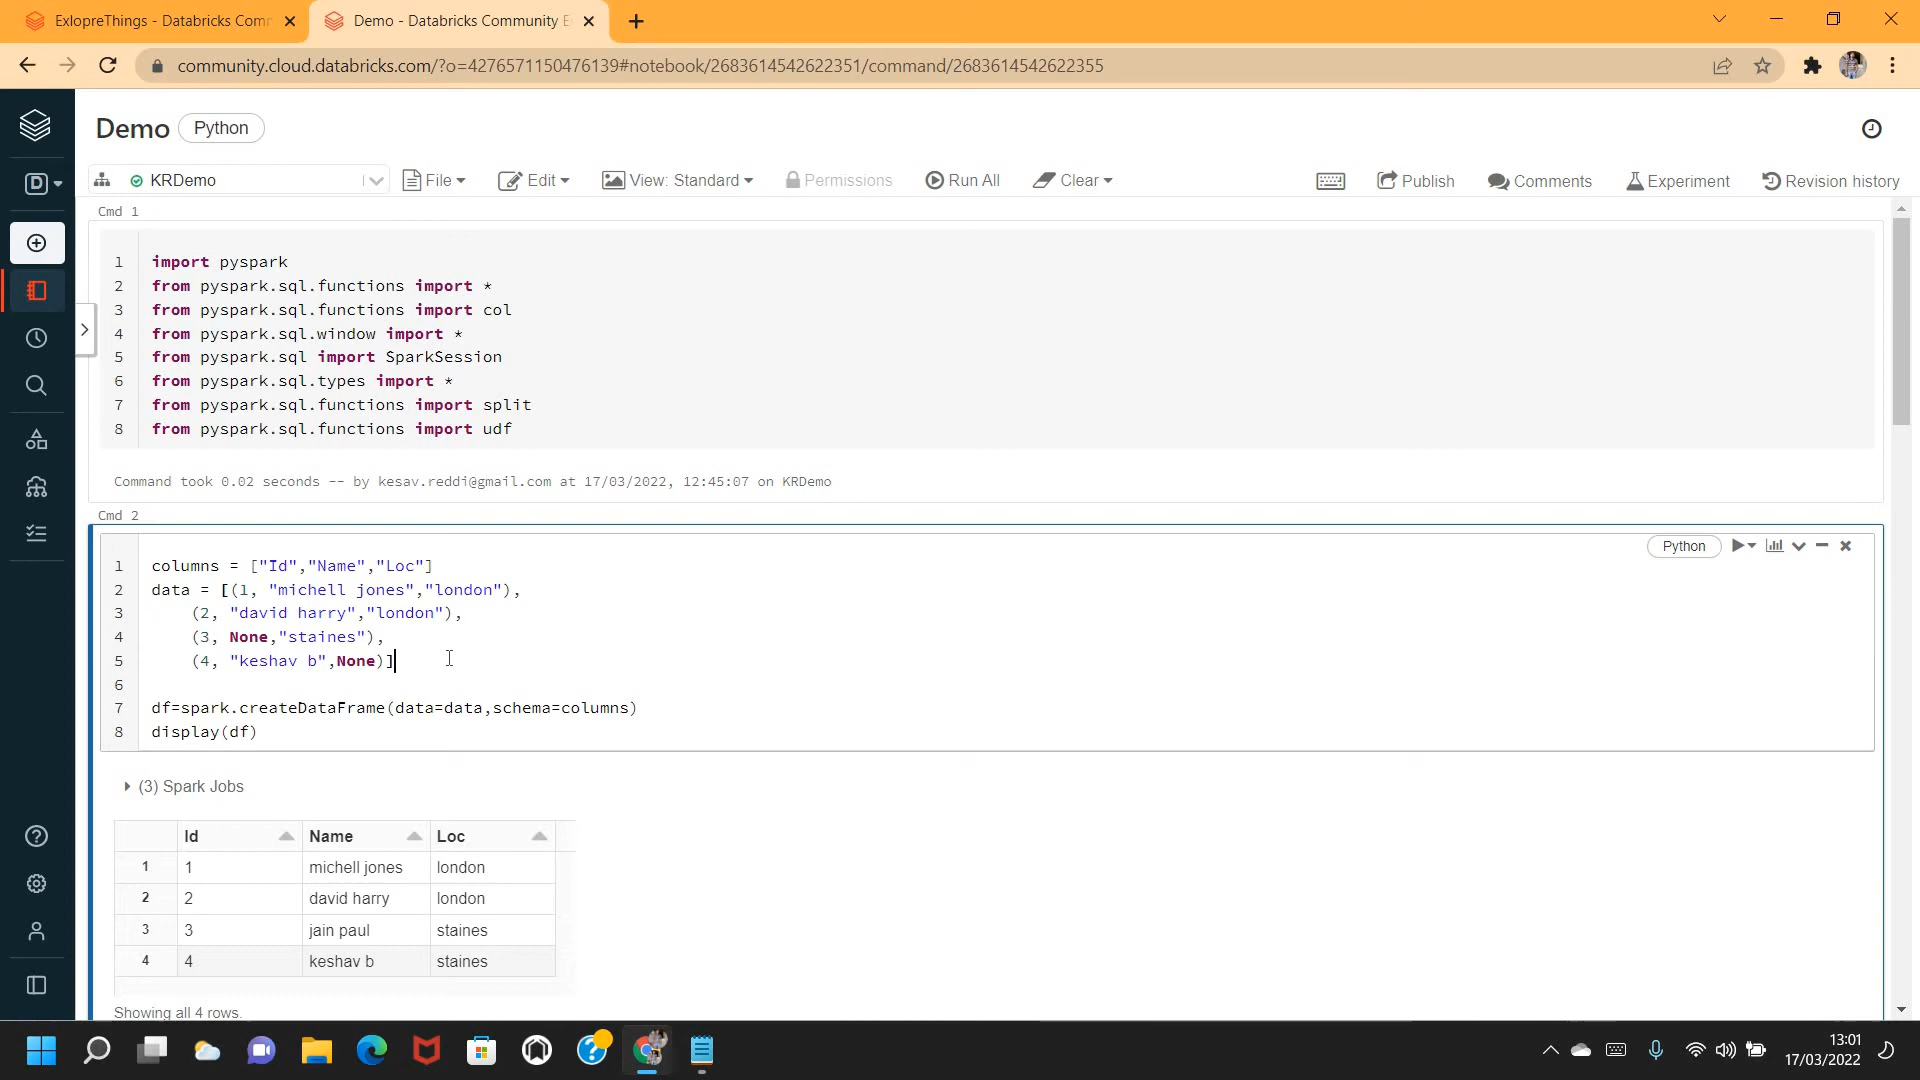 ExlopreThings - Databricks Comm
Demo - Databricks Community E
community.cloud.databricks.com/?o=4276571150476139#notebook/2683614542622351/command/2683614542622355
Demo
Python
KRDemo
File
Edit
View: Standard
Permissions
Run All
Clear
Publish
Comments
Experiment
Revision history
D
Cmd 1
1 import pyspark
2 from pyspark.sql.functions import *
3 from pyspark.sql.functions import col
4 from pyspark.sql.window import *
5 from pyspark.sql import SparkSession
6 from pyspark.sql.types import *
7 from pyspark.sql.functions import split
8 from pyspark.sql.functions import udf
Command took 0.02 seconds -- by kesav.reddi@gmail.com at 17/03/2022, 12:45:07 on KRDemo
Cmd 2
Python
1 columns = ["Id","Name","Loc"]
2 data = [(1, "michell jones","london"),
3 (2, "david harry","london"),
4 (3, None,"staines"),
5 (4, "keshav b",None)]
6
7 df=spark.createDataFrame(data=data,schema=columns)
8 display(df)
(3) Spark Jobs
Id Name Loc
1 1 michell jones london
2 2 david harry london
3 3 jain paul staines
4 4 keshav b staines
Showing all 4 rows.
13:01
17/03/2022